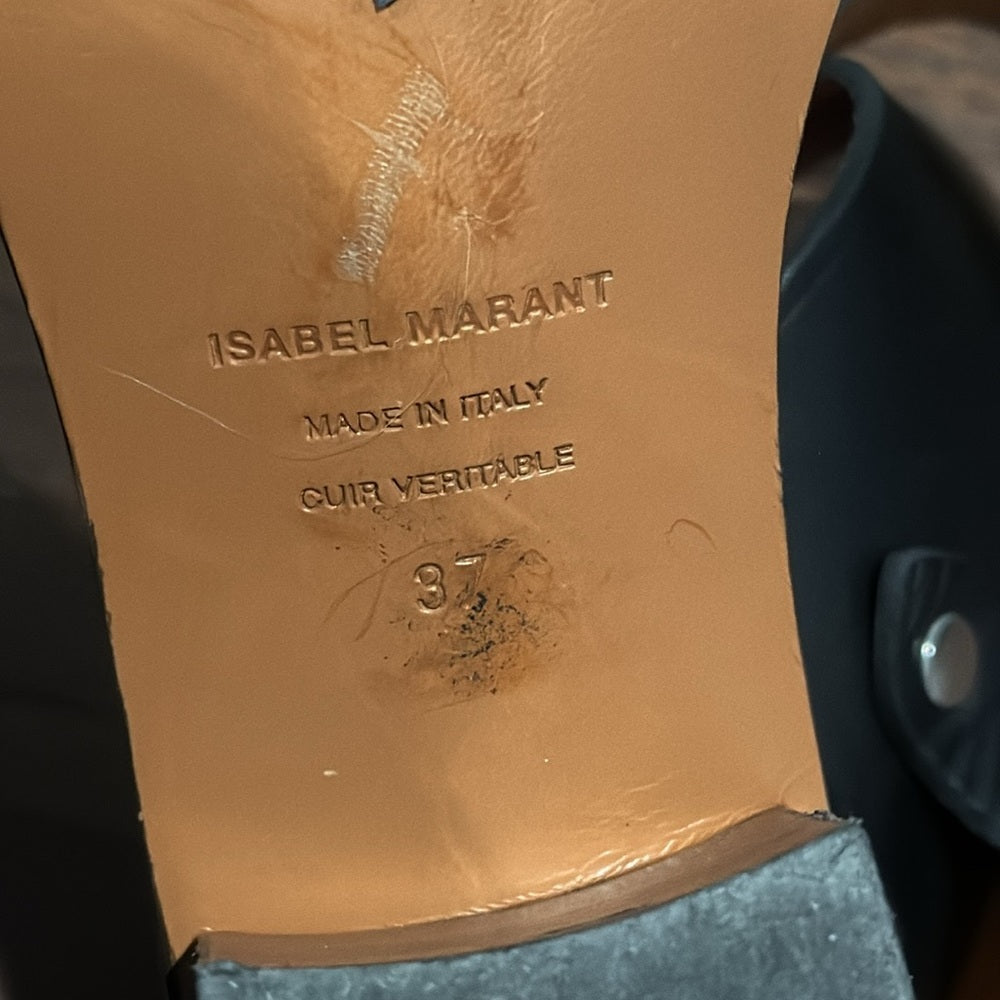 ISABEL MARANT
MADE IN ITALY
CUIR VERITABLE
37